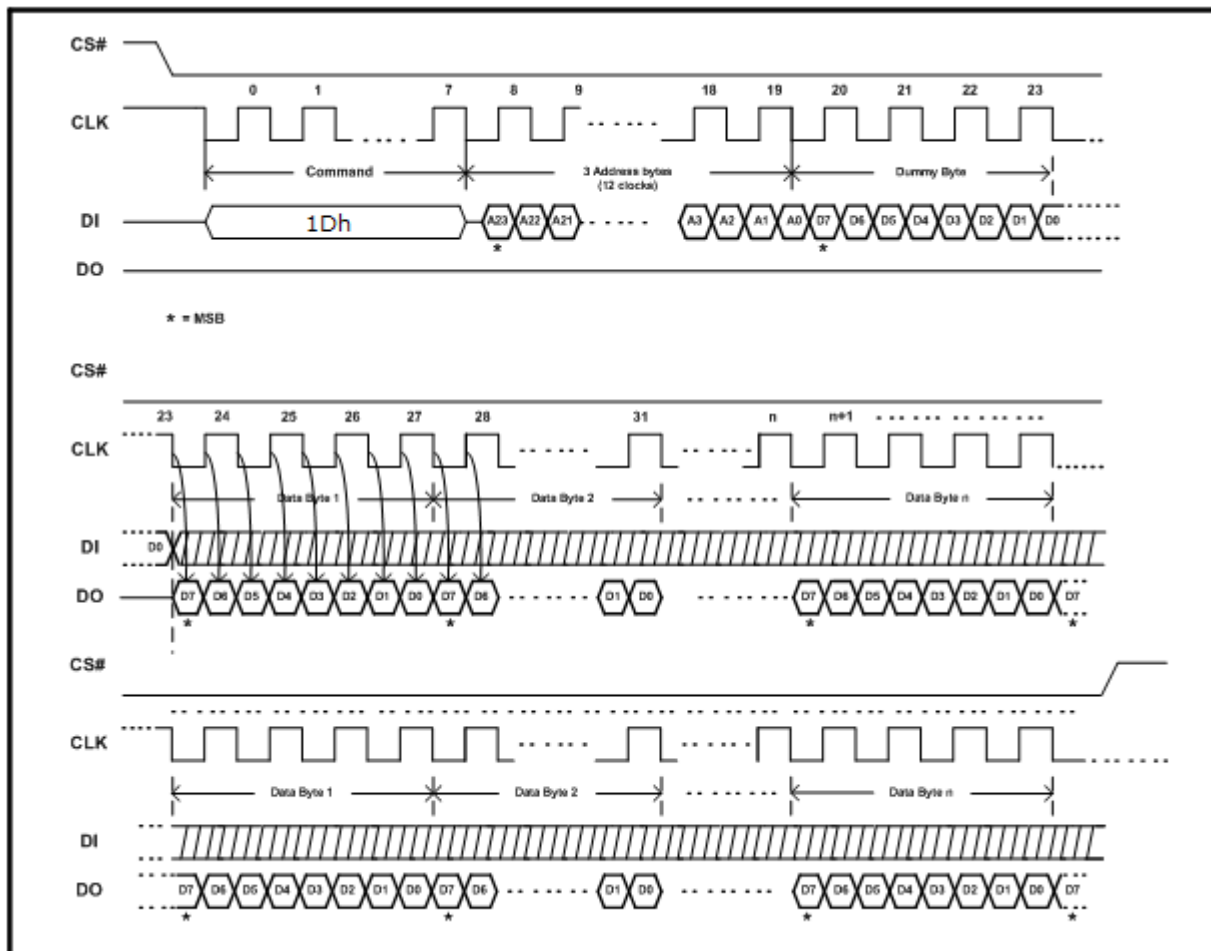 CS#
0 1 7 8 9 18 19 20 21 22 23
CLK
Command 3 Address bytes (12 clocks) Dummy Byte
DI 1Dh A23 A22 A21 A3 A2 A1 A0 D7 D6 D5 D4 D3 D2 D1 D0
* *
DO
* = MSB
CS#
23 24 25 26 27 28 31 n n+1
CLK
Data Byte 1 Data Byte 2 Data Byte n
DI D0
DO D7 D6 D5 D4 D3 D2 D1 D0 D7 D6 D1 D0 D7 D6 D5 D4 D3 D2 D1 D0 D7
* * * *
CS#
CLK
Data Byte 1 Data Byte 2 Data Byte n
DI
DO D7 D6 D5 D4 D3 D2 D1 D0 D7 D6 D1 D0 D7 D6 D5 D4 D3 D2 D1 D0 D7
* * * *